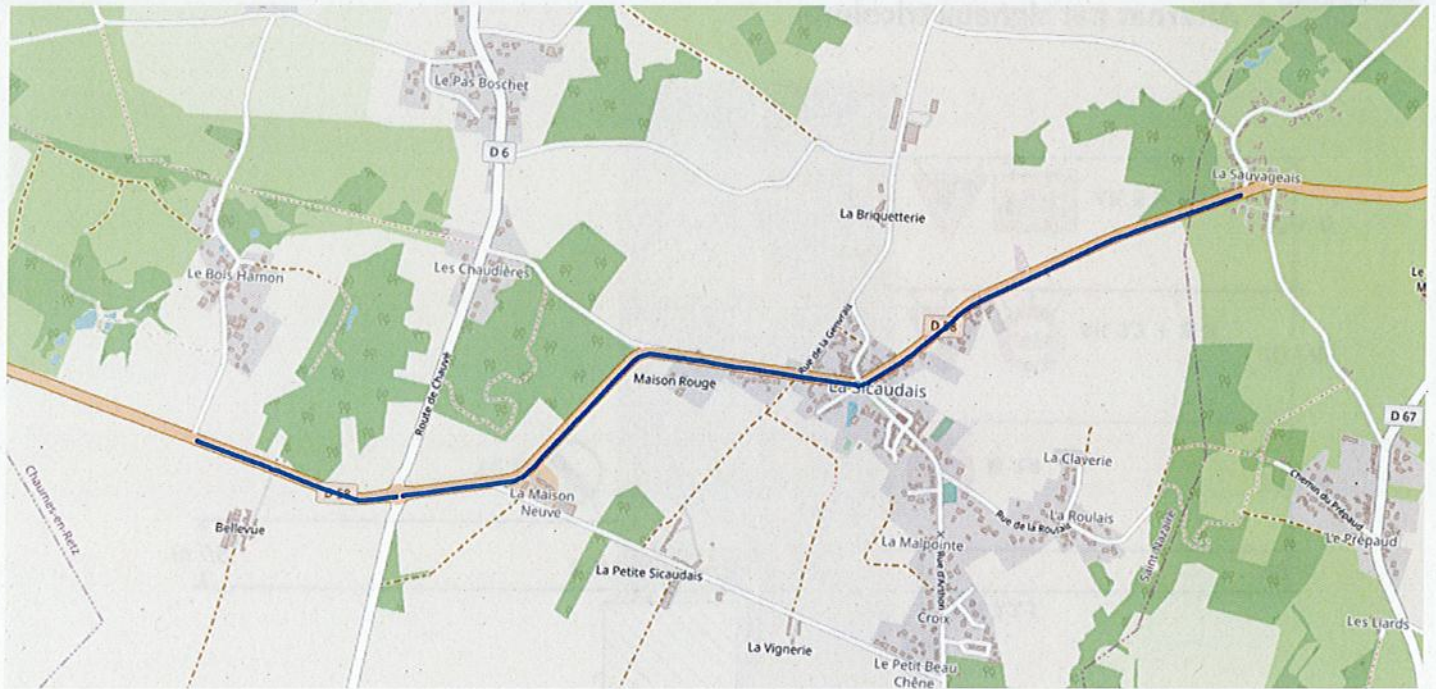 Le Pas Boschet
D 6
La Sauvageais
La Briquetterie
Le Bois Hamon
Les Chaudières
Le
M
Rue de la Genvrais
D 58
Route de Chauvé
Maison Rouge
La Sicaudais
D 67
Chaumes-en-Retz
D 58
La Maison
Neuve
Bellevue
La Claverie
Chemin du Prépaud
Rue de la Roulais
La Roulais
Le Prépaud
La Malpointe
Saint-Nazaire
La Petite Sicaudais
Rue d'Arthon
Croix
Les Liards
La Vignerie
Le Petit Beau
Chêne